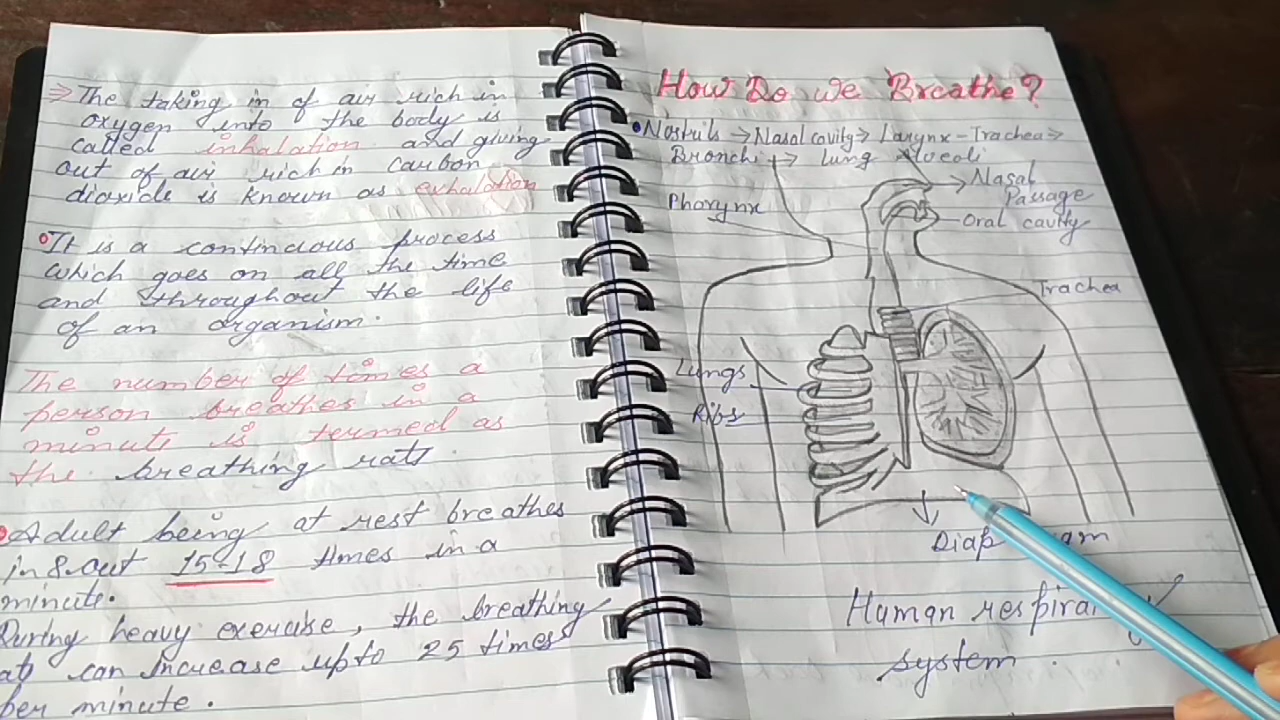 ⇒ The taking in of air rich in
oxygen into the body is
called inhalation and giving
out of air rich in carbon
dioxide is known as exhalation
It is a continuous process
which goes on all the time
and throughout the life
of an organism.
The number of times a
person breathes in a
minute is termed as
the breathing rate.
Adult being at rest breathes
in & out 15-18 times in a
minute.
During heavy exercise, the breathing
can increase upto 25 times
per minute.
How Do we Breathe?
Nostrils → Nasal cavity → Larynx - Trachea →
Bronchi → lung Alveoli
Nasal
Passage
Pharynx
Oral cavity
Trachea
Lungs
Ribs
Human
system.